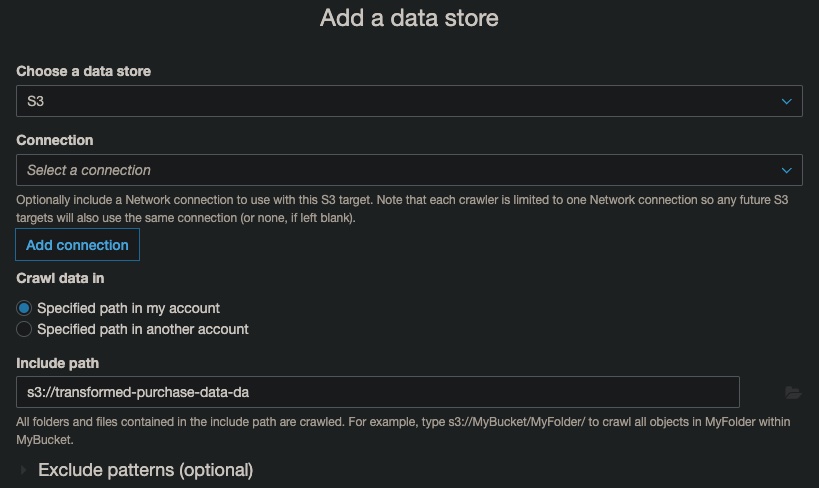 Add a data store
Choose a data store
S3
Connection
Select a connection
Optionally include a Network connection to use with this S3 target. Note that each crawler is limited to one Network connection so any future S3
targets will also use the same connection (or none, if left blank).
Add connection
Crawl data in
Specified path in my account
Specified path in another account
Include path
s3://transformed-purchase-data-da
All folders and files contained in the include path are crawled. For example, type s3://MyBucket/MyFolder/ to crawl all objects in MyFolder within
MyBucket.
Exclude patterns (optional)